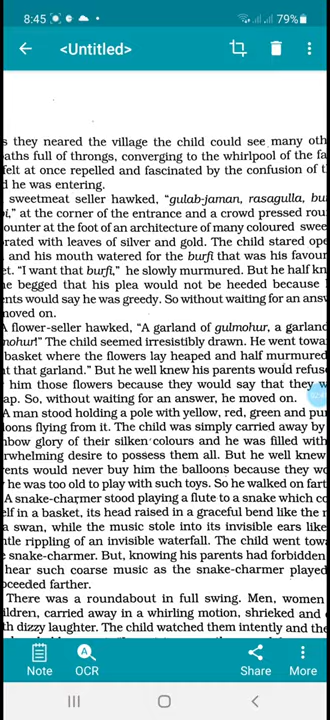 8:45 79%
<Untitled>
s they neared the village the child could see many oth
aths full of throngs, converging to the whirlpool of the fa
felt at once repelled and fascinated by the confusion of t
d he was entering.
sweetmeat seller hawked, "gulab-jaman, rasagulla, bu
i," at the corner of the entrance and a crowd pressed rou
ounter at the foot of an architecture of many coloured swee
rated with leaves of silver and gold. The child stared ope
and his mouth watered for the burfi that was his favour
et. "I want that burfi," he slowly murmured. But he half kn
he begged that his plea would not be heeded because
ents would say he was greedy. So without waiting for an answ
moved on.
A flower-seller hawked, "A garland of gulmohur, a garland
mohur!" The child seemed irresistibly drawn. He went towa
basket where the flowers lay heaped and half murmured
t that garland." But he well knew his parents would refuse
him those flowers because they would say that they w
ap. So, without waiting for an answer, he moved on.
A man stood holding a pole with yellow, red, green and pur
loons flying from it. The child was simply carried away by
nbow glory of their silken colours and he was filled with
rwhelming desire to possess them all. But he well knew
rents would never buy him the balloons because they wo
he was too old to play with such toys. So he walked on fart
A snake-charmer stood playing a flute to a snake which co
elf in a basket, its head raised in a graceful bend like the n
a swan, while the music stole into its invisible ears like
ntle rippling of an invisible waterfall. The child went tow
e snake-charmer. But, knowing his parents had forbidden
hear such coarse music as the snake-charmer played
oceeded farther.
There was a roundabout in full swing. Men, women
ildren, carried away in a whirling motion, shrieked and
th dizzy laughter. The child watched them intently and the
Note OCR Share More